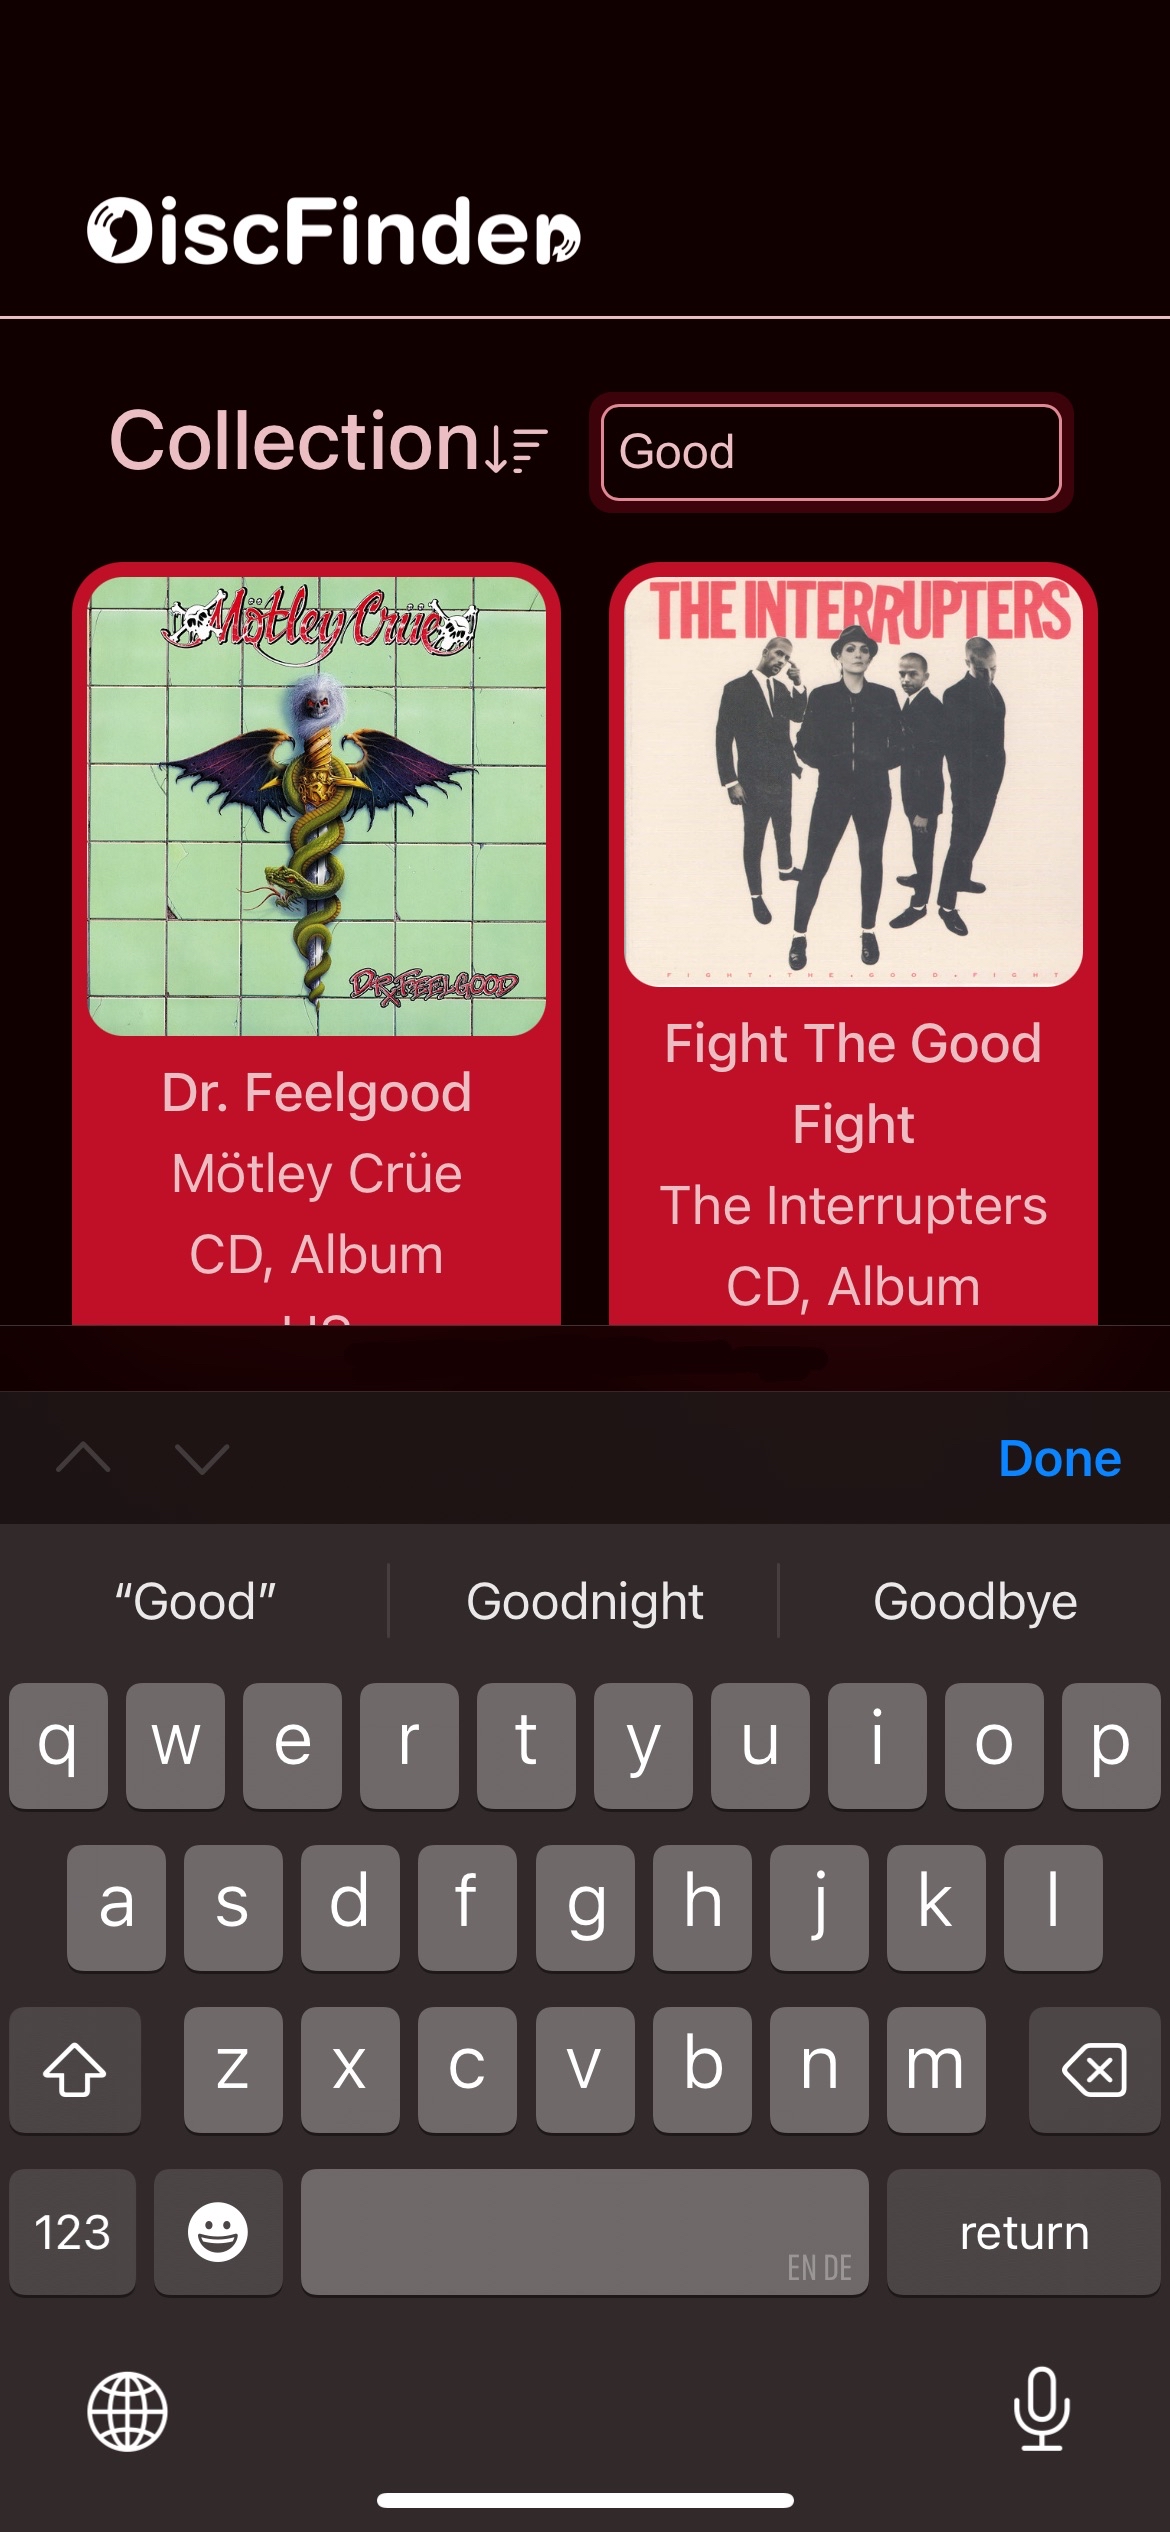 DiscFinder
Collection
Good
Mötley Crüe
DR. FEELGOOD
Dr. Feelgood
Mötley Crüe
CD, Album
US
THE INTERRUPTERS
FIGHT • THE • GOOD • FIGHT
Fight The Good
Fight
The Interrupters
CD, Album
Done
“Good”
Goodnight
Goodbye
q w e r t y u i o p
a s d f g h j k l
z x c v b n m
123
EN DE
return